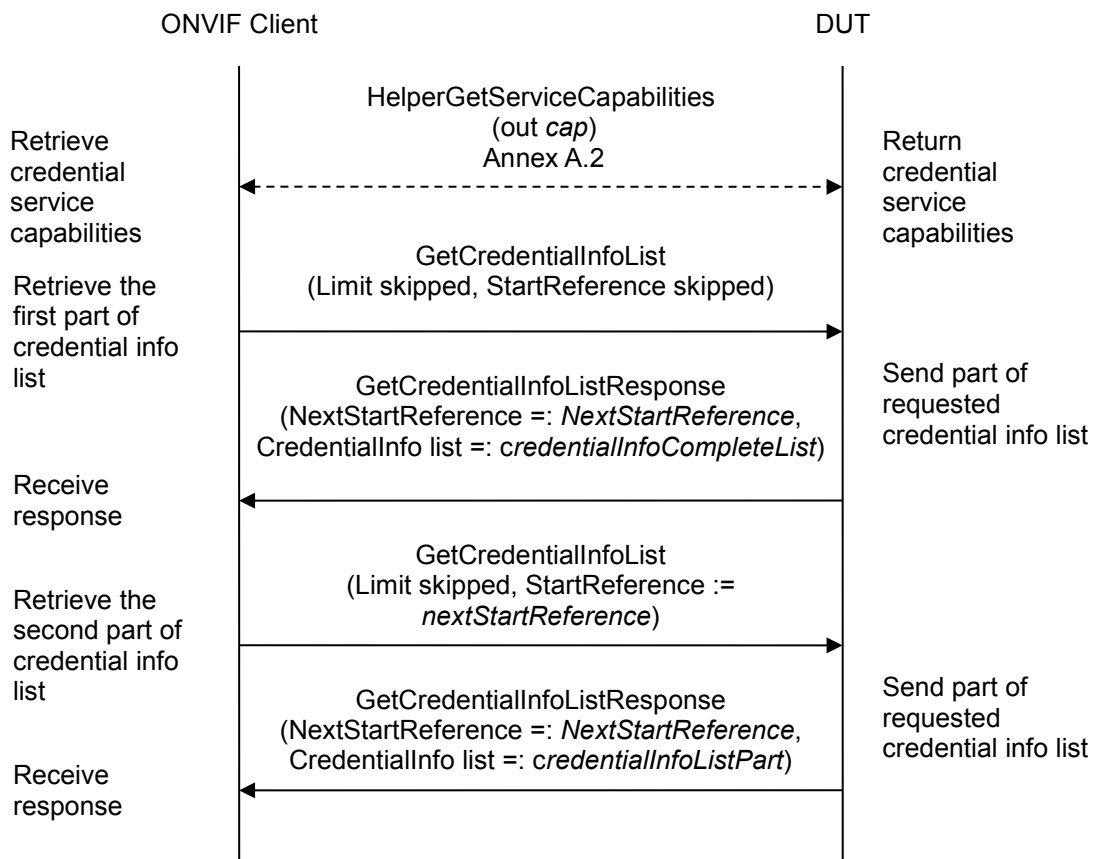 ONVIF Client
DUT
HelperGetServiceCapabilities
(out cap)
Annex A.2
Retrieve
credential
service
capabilities
Return
credential
service
capabilities
GetCredentialInfoList
(Limit skipped, StartReference skipped)
Retrieve the
first part of
credential info
list
GetCredentialInfoListResponse
(NextStartReference =: NextStartReference,
CredentialInfo list =: credentialInfoCompleteList)
Send part of
requested
credential info list
Receive
response
GetCredentialInfoList
(Limit skipped, StartReference :=
nextStartReference)
Retrieve the
second part of
credential info
list
GetCredentialInfoListResponse
(NextStartReference =: NextStartReference,
CredentialInfo list =: credentialInfoListPart)
Send part of
requested
credential info list
Receive
response